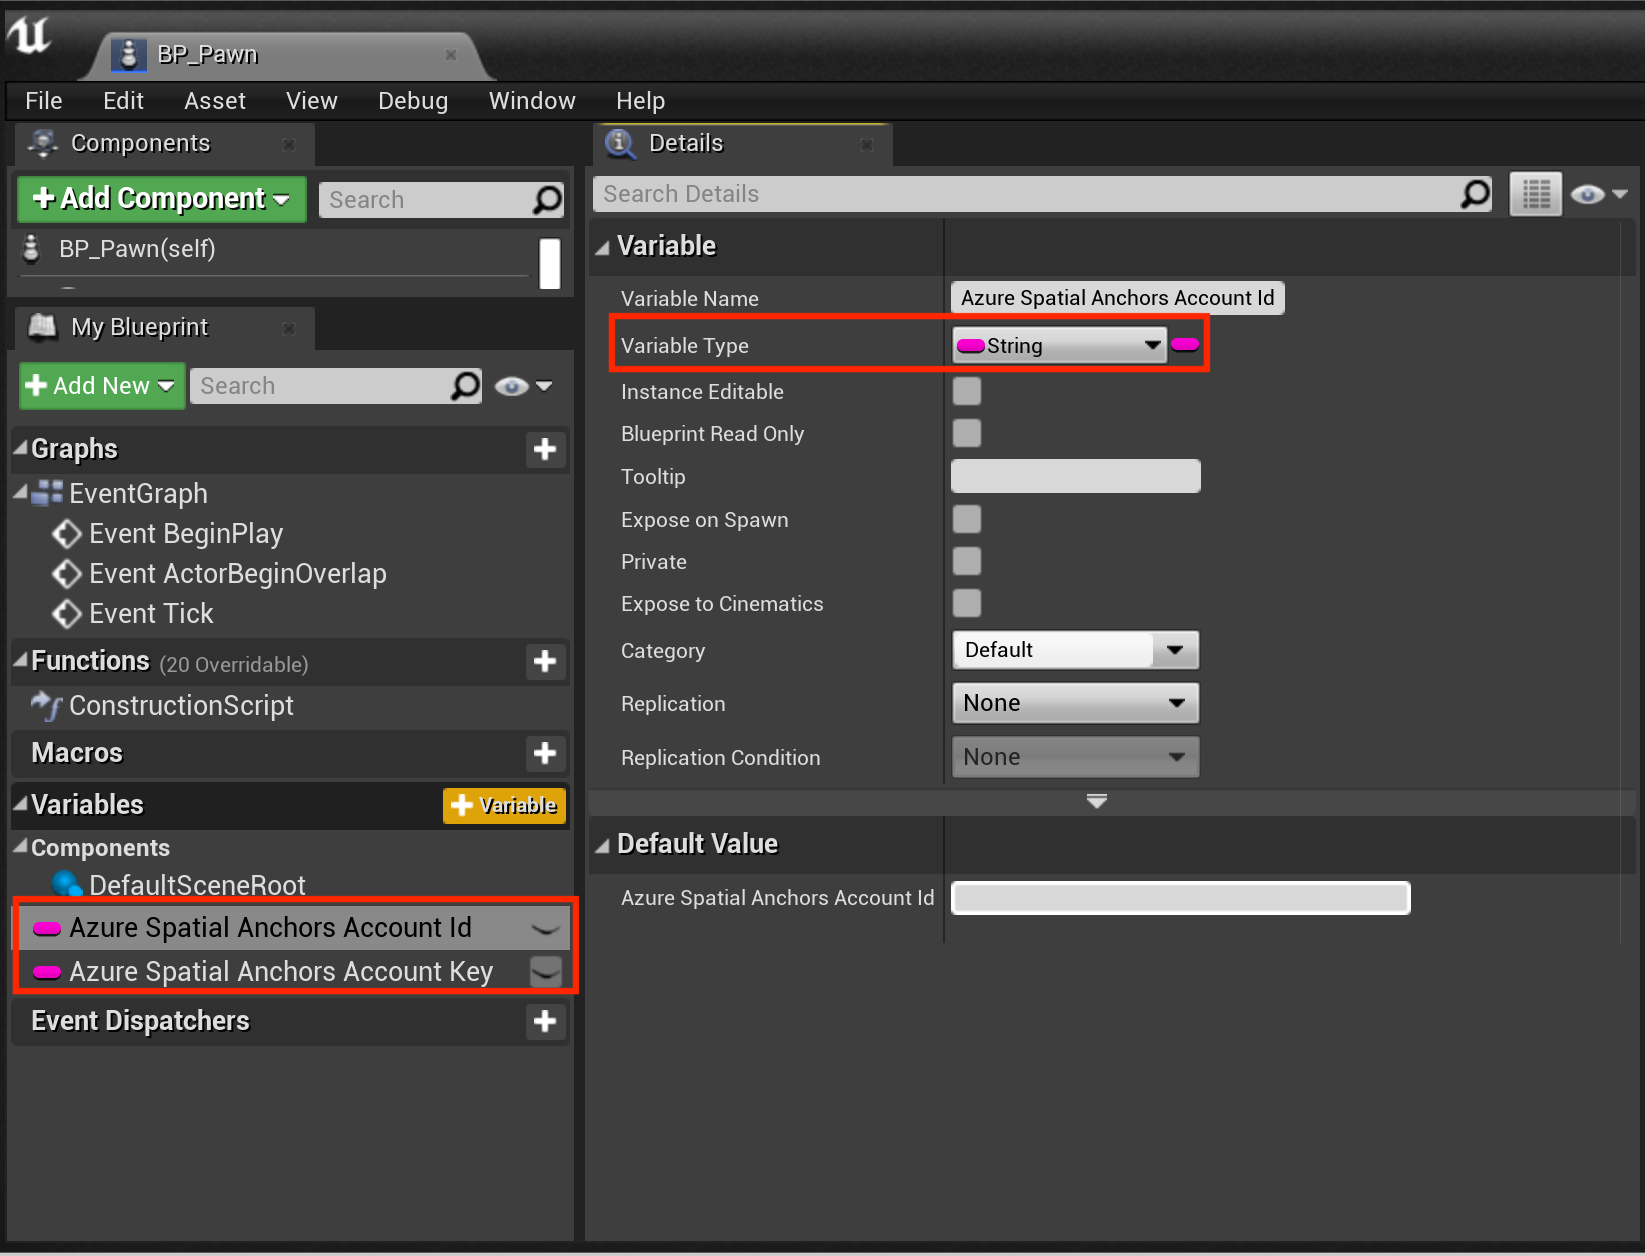 BP_Pawn
File Edit Asset View Debug Window Help
Components
Add Component
Search
BP_Pawn(self)
My Blueprint
Add New
Search
Graphs
EventGraph
Event BeginPlay
Event ActorBeginOverlap
Event Tick
Functions (20 Overridable)
ConstructionScript
Macros
Variables
Variable
Components
DefaultSceneRoot
Azure Spatial Anchors Account Id
Azure Spatial Anchors Account Key
Event Dispatchers
Details
Search Details
Variable
Variable Name Azure Spatial Anchors Account Id
Variable Type String
Instance Editable
Blueprint Read Only
Tooltip
Expose on Spawn
Private
Expose to Cinematics
Category Default
Replication None
Replication Condition None
Default Value
Azure Spatial Anchors Account Id